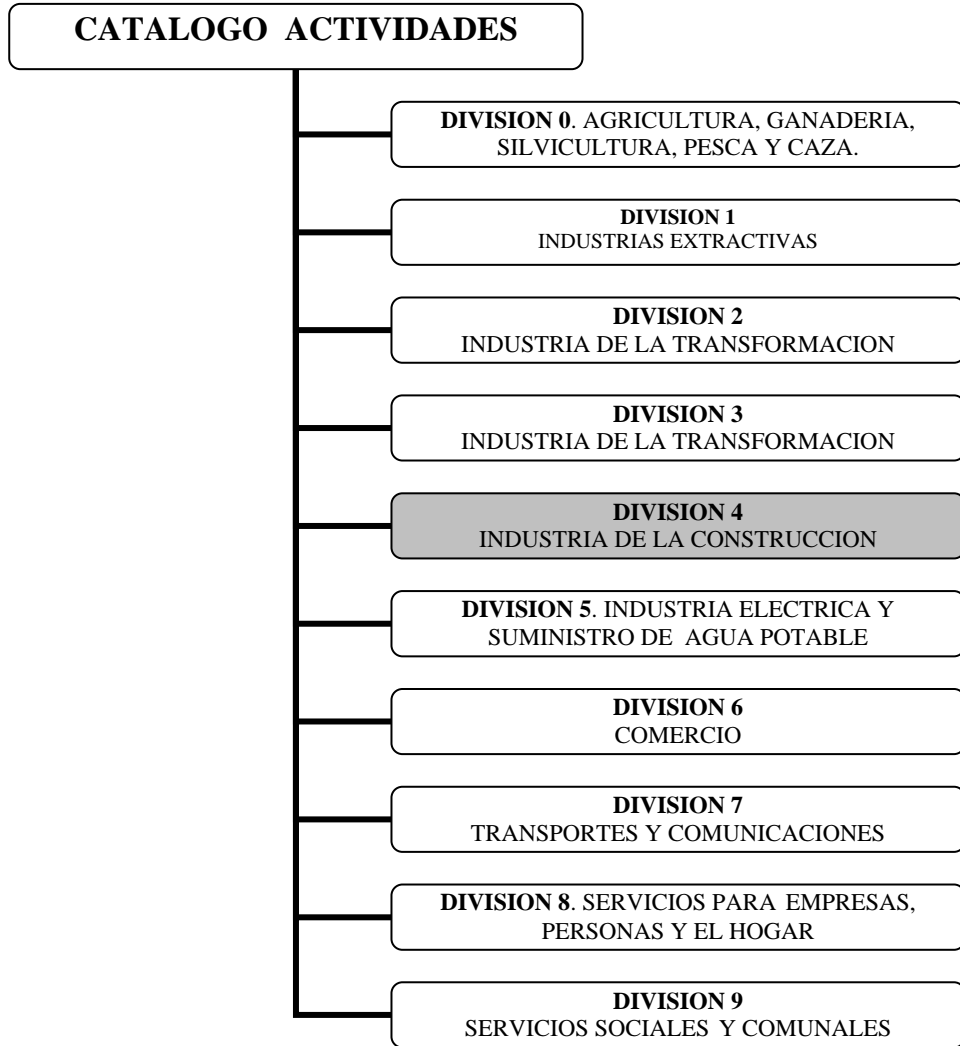 CATALOGO ACTIVIDADES
DIVISION 0. AGRICULTURA, GANADERIA,
SILVICULTURA, PESCA Y CAZA.
DIVISION 1
INDUSTRIAS EXTRACTIVAS
DIVISION 2
INDUSTRIA DE LA TRANSFORMACION
DIVISION 3
INDUSTRIA DE LA TRANSFORMACION
DIVISION 4
INDUSTRIA DE LA CONSTRUCCION
DIVISION 5. INDUSTRIA ELECTRICA Y
SUMINISTRO DE AGUA POTABLE
DIVISION 6
COMERCIO
DIVISION 7
TRANSPORTES Y COMUNICACIONES
DIVISION 8. SERVICIOS PARA EMPRESAS,
PERSONAS Y EL HOGAR
DIVISION 9
SERVICIOS SOCIALES Y COMUNALES